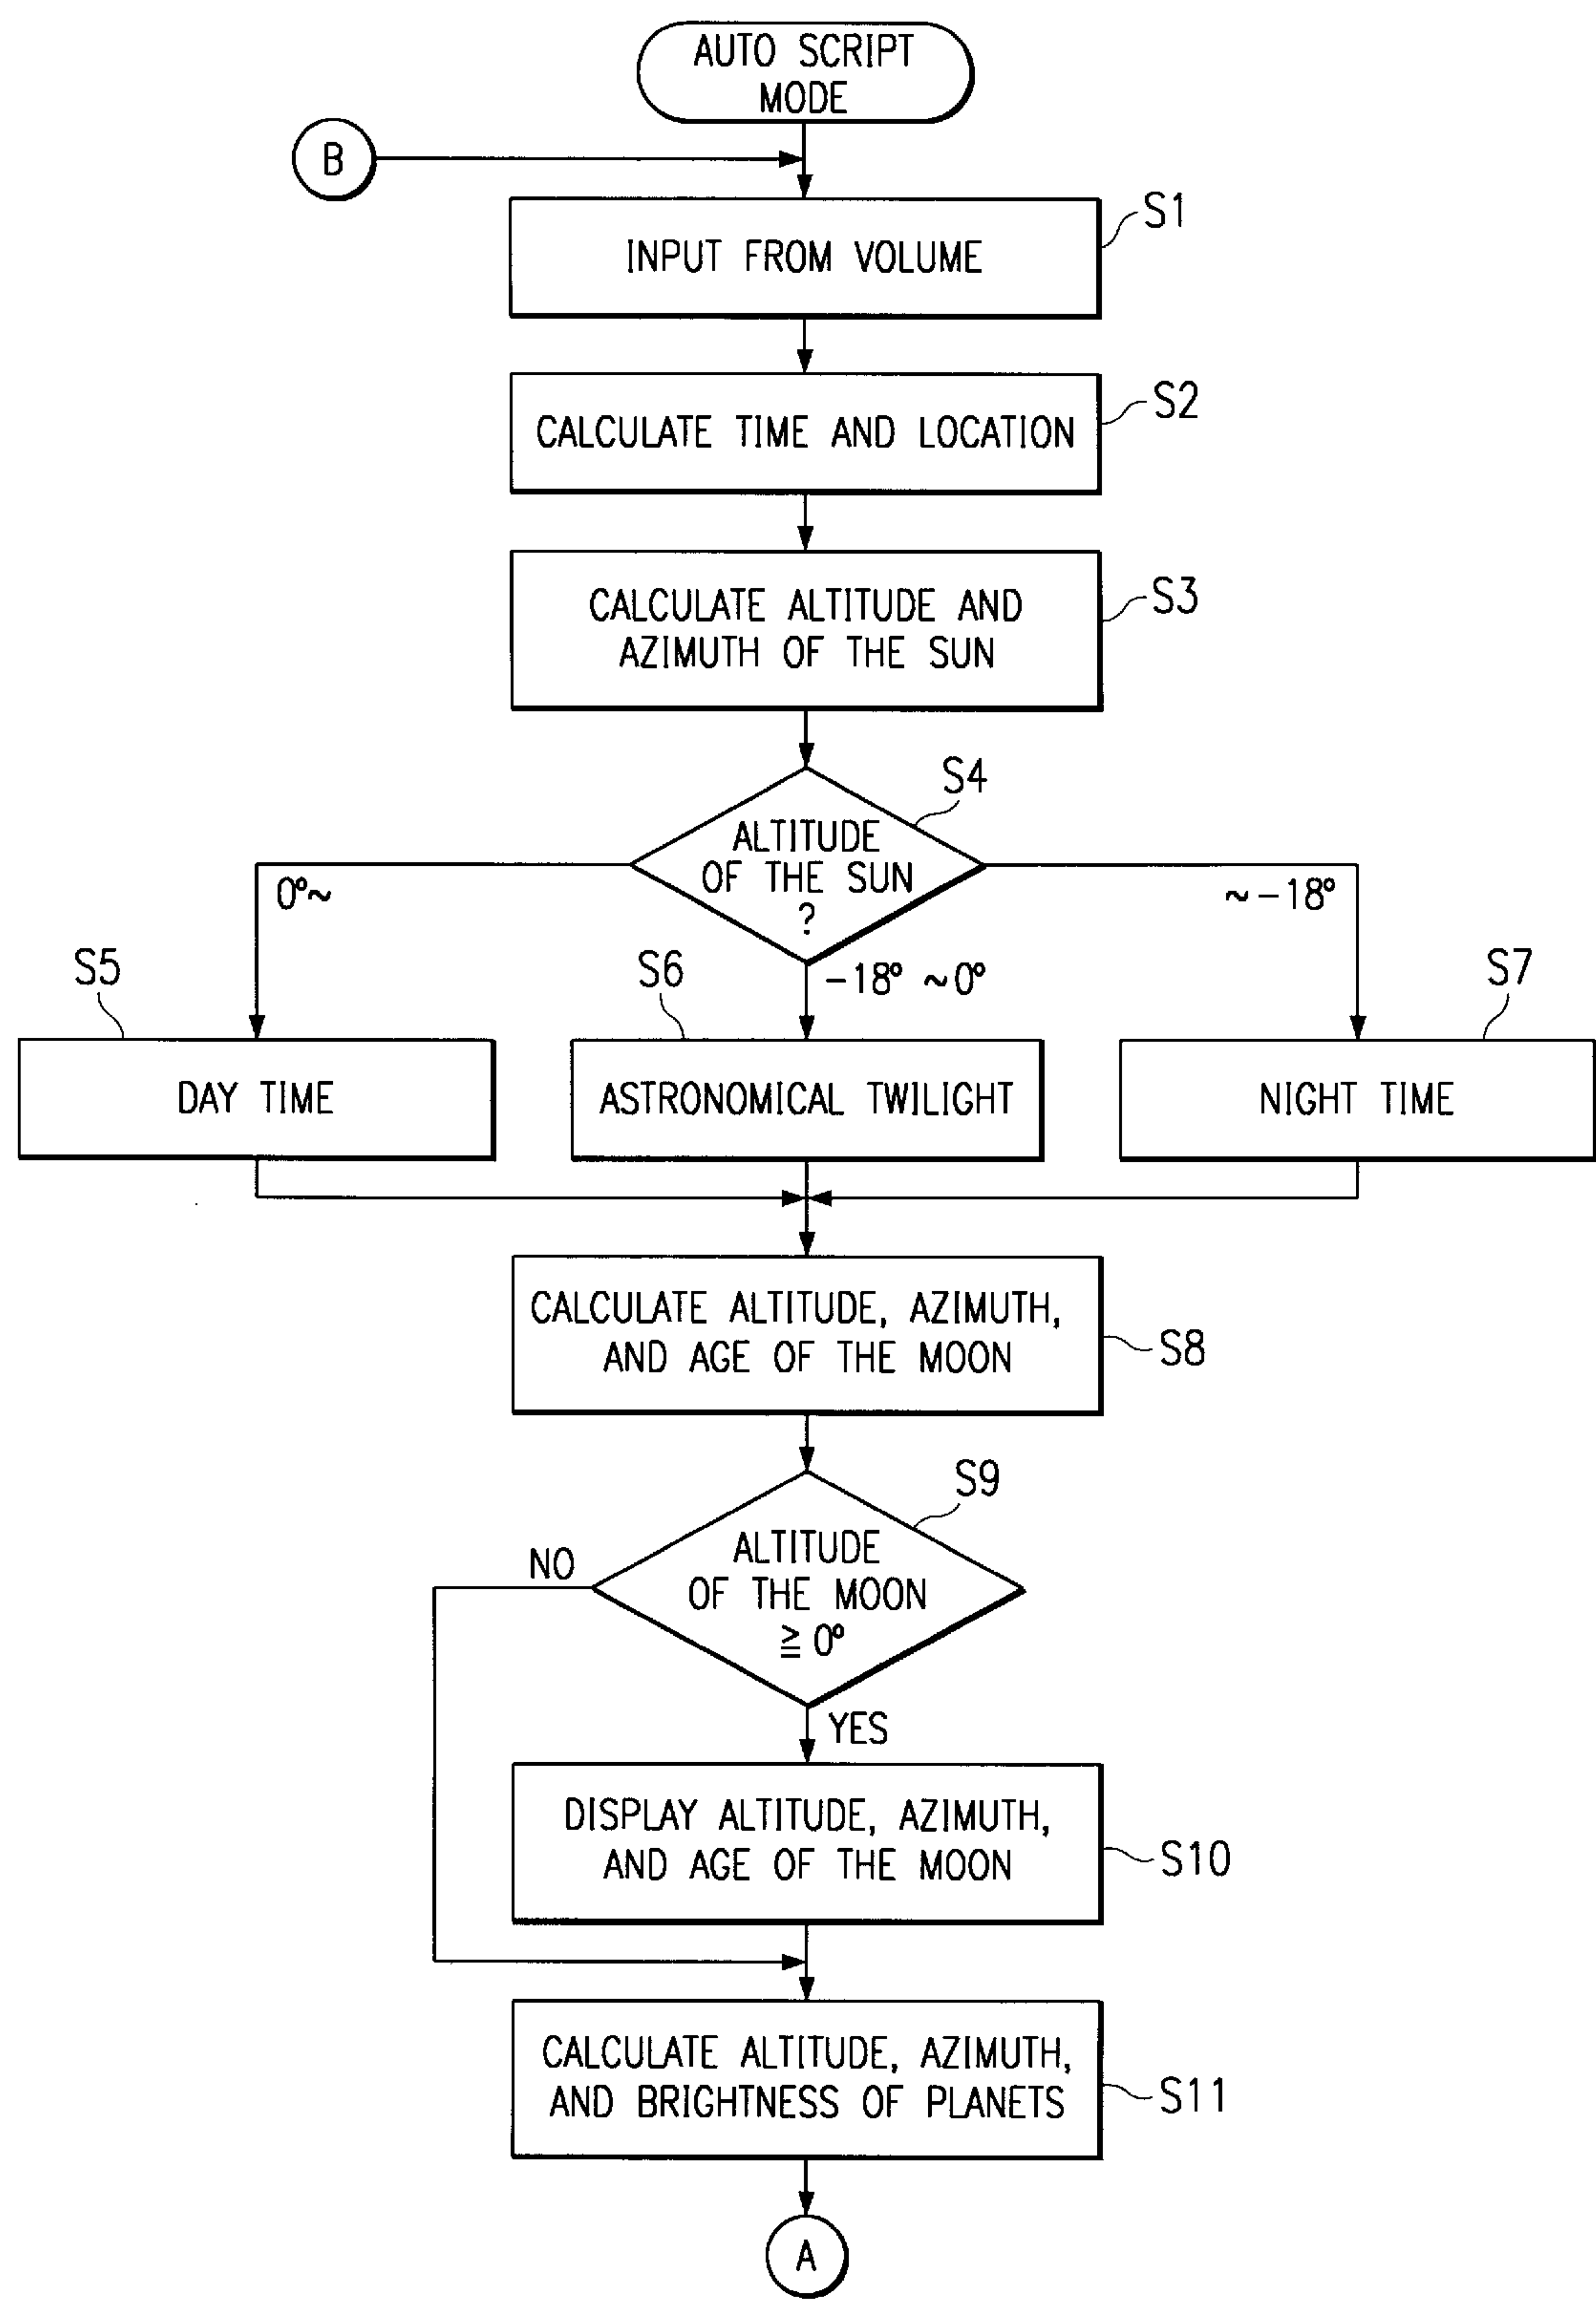 AUTO SCRIPT
MODE
B
S1
INPUT FROM VOLUME
S2
CALCULATE TIME AND LOCATION
S3
CALCULATE ALTITUDE AND
AZIMUTH OF THE SUN
S4
ALTITUDE
OF THE SUN
?
0°~
~-18°
-18° ~0°
S5
S6
S7
DAY TIME
ASTRONOMICAL TWILIGHT
NIGHT TIME
CALCULATE ALTITUDE, AZIMUTH,
AND AGE OF THE MOON
S8
S9
ALTITUDE
OF THE MOON
≧ 0°
NO
YES
DISPLAY ALTITUDE, AZIMUTH,
AND AGE OF THE MOON
S10
CALCULATE ALTITUDE, AZIMUTH,
AND BRIGHTNESS OF PLANETS
S11
A